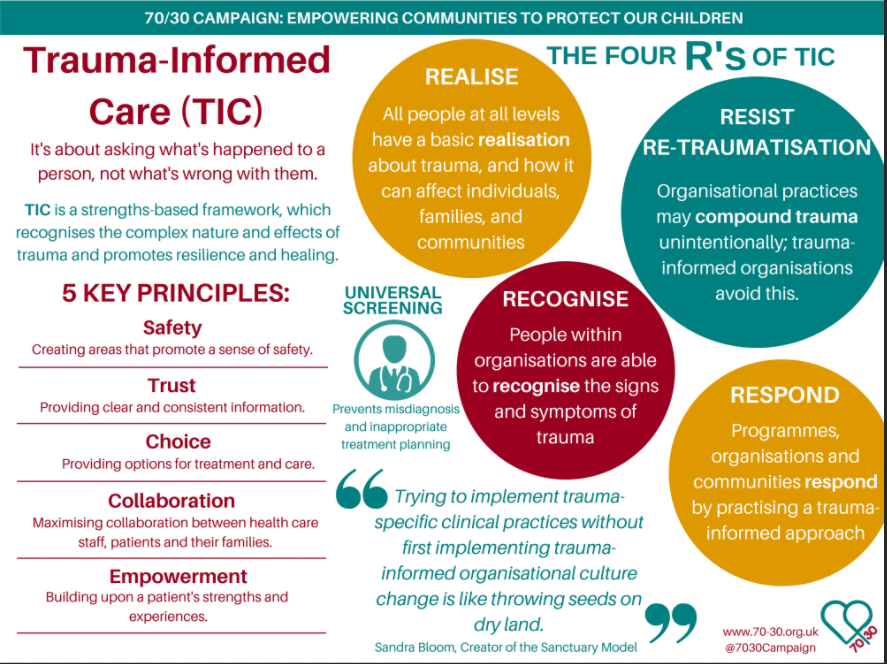 70/30 CAMPAIGN: EMPOWERING COMMUNITIES TO PROTECT OUR CHILDREN
Trauma-Informed
Care (TIC)
It's about asking what's happened to a
person, not what's wrong with them.
TIC is a strengths-based framework, which
recognises the complex nature and effects of
trauma and promotes resilience and healing.
5 KEY PRINCIPLES:
Safety
Creating areas that promote a sense of safety.
Trust
Providing clear and consistent information.
Choice
Providing options for treatment and care.
Collaboration
Maximising collaboration between health care
staff, patients and their families.
Empowerment
Building upon a patient's strengths and
experiences.
THE FOUR R's OF TIC
REALISE
All people at all levels
have a basic realisation
about trauma, and how it
can affect individuals,
families, and
communities
RESIST
RE-TRAUMATISATION
Organisational practices
may compound trauma
unintentionally; trauma-
informed organisations
avoid this.
UNIVERSAL
SCREENING
Prevents misdiagnosis
and inappropriate
treatment planning
RECOGNISE
People within
organisations are able
to recognise the signs
and symptoms of
trauma
RESPOND
Programmes,
organisations and
communities respond
by practising a trauma-
informed approach
“
Trying to implement trauma-
specific clinical practices without
first implementing trauma-
informed organisational culture
change is like throwing seeds on
dry land.
”
Sandra Bloom, Creator of the Sanctuary Model
www.70-30.org.uk
@7030Campaign
70/30